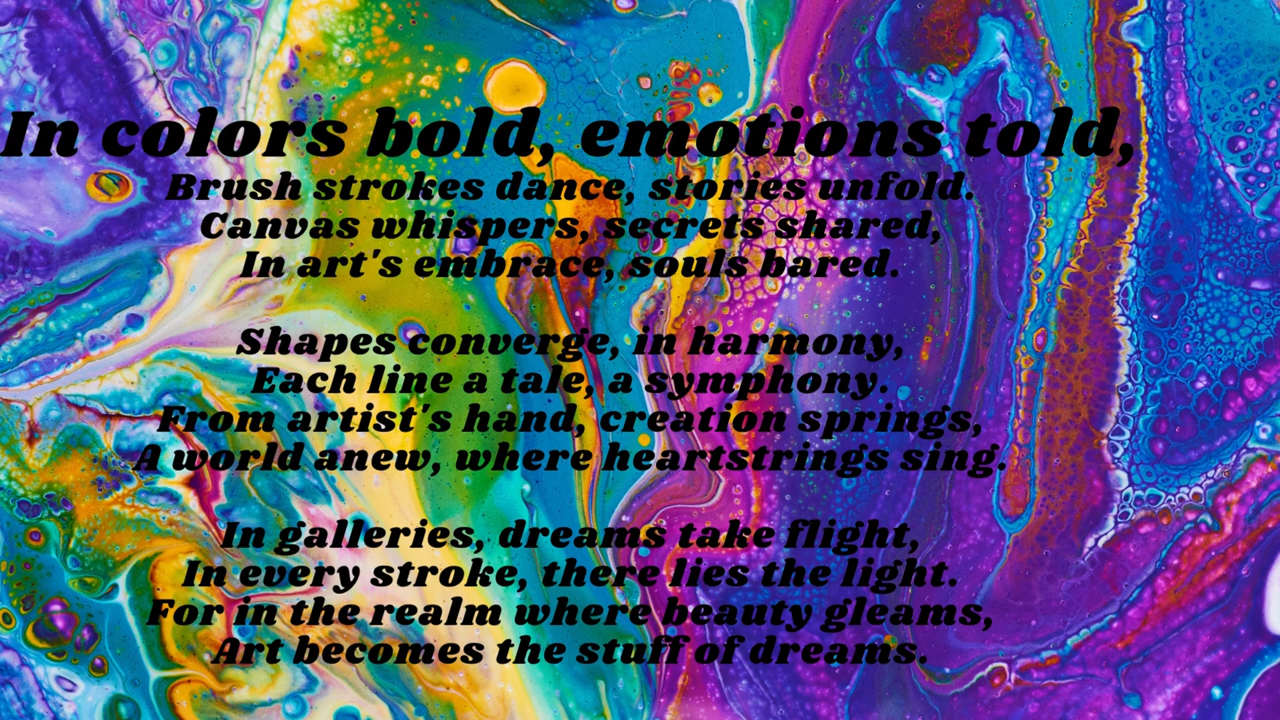 In colors bold, emotions told,
Brush strokes dance, stories unfold.
Canvas whispers, secrets shared,
In art's embrace, souls bared.
Shapes converge, in harmony,
Each line a tale, a symphony.
From artist's hand, creation springs,
A world anew, where heartstrings sing.
In galleries, dreams take flight,
In every stroke, there lies the light.
For in the realm where beauty gleams,
Art becomes the stuff of dreams.